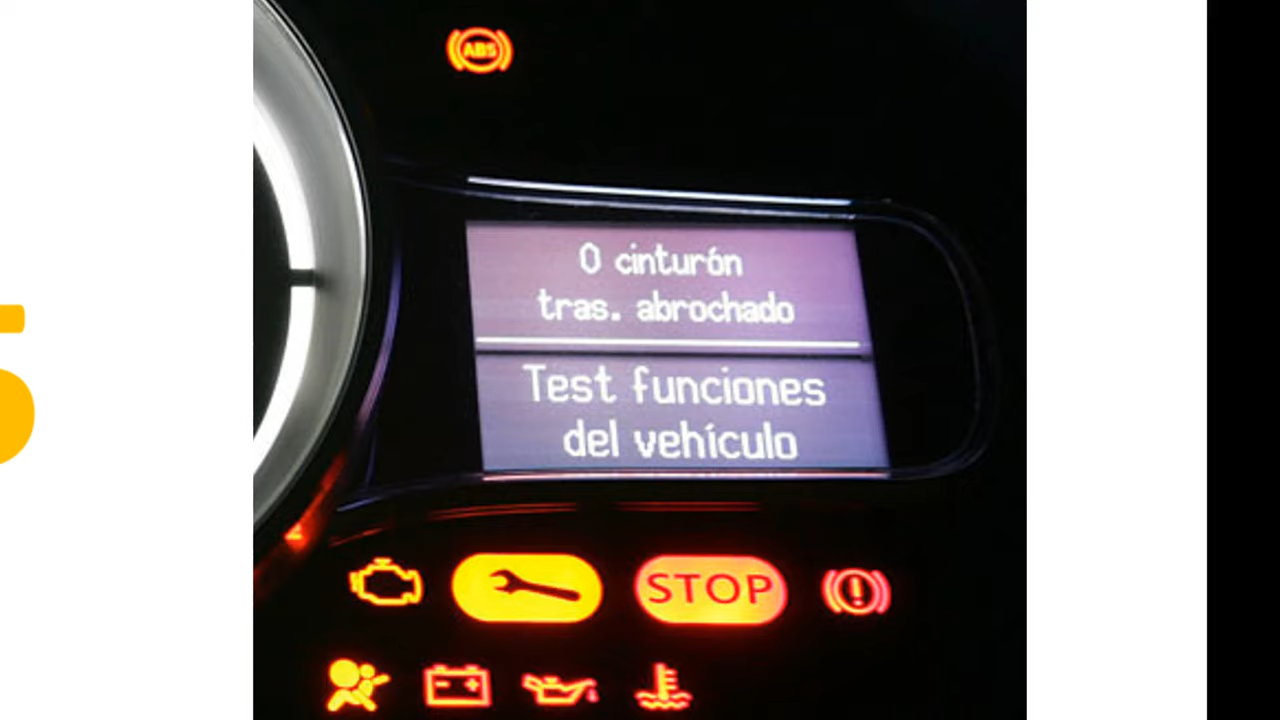 ABS
0 cinturón
tras. abrochado
Test funciones
del vehículo
STOP